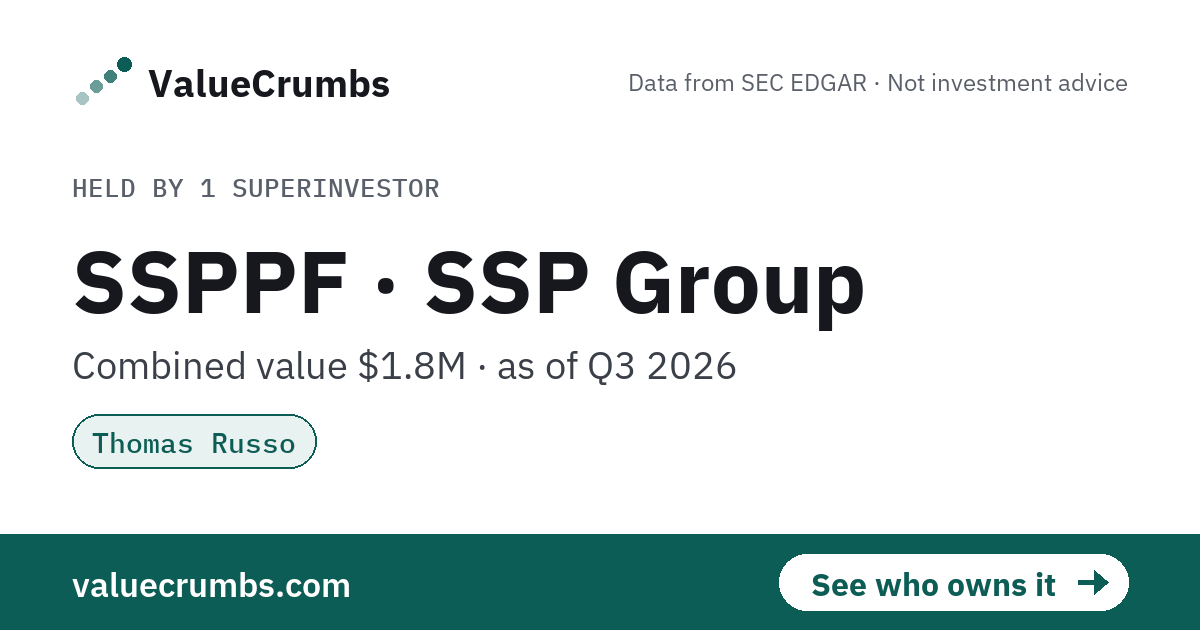 ValueCrumbs
Data from SEC EDGAR · Not investment advice
HELD BY 1 SUPERINVESTOR
SSPPF · SSP Group
Combined value $1.8M · as of Q3 2026
Thomas Russo
valuecrumbs.com
See who owns it →